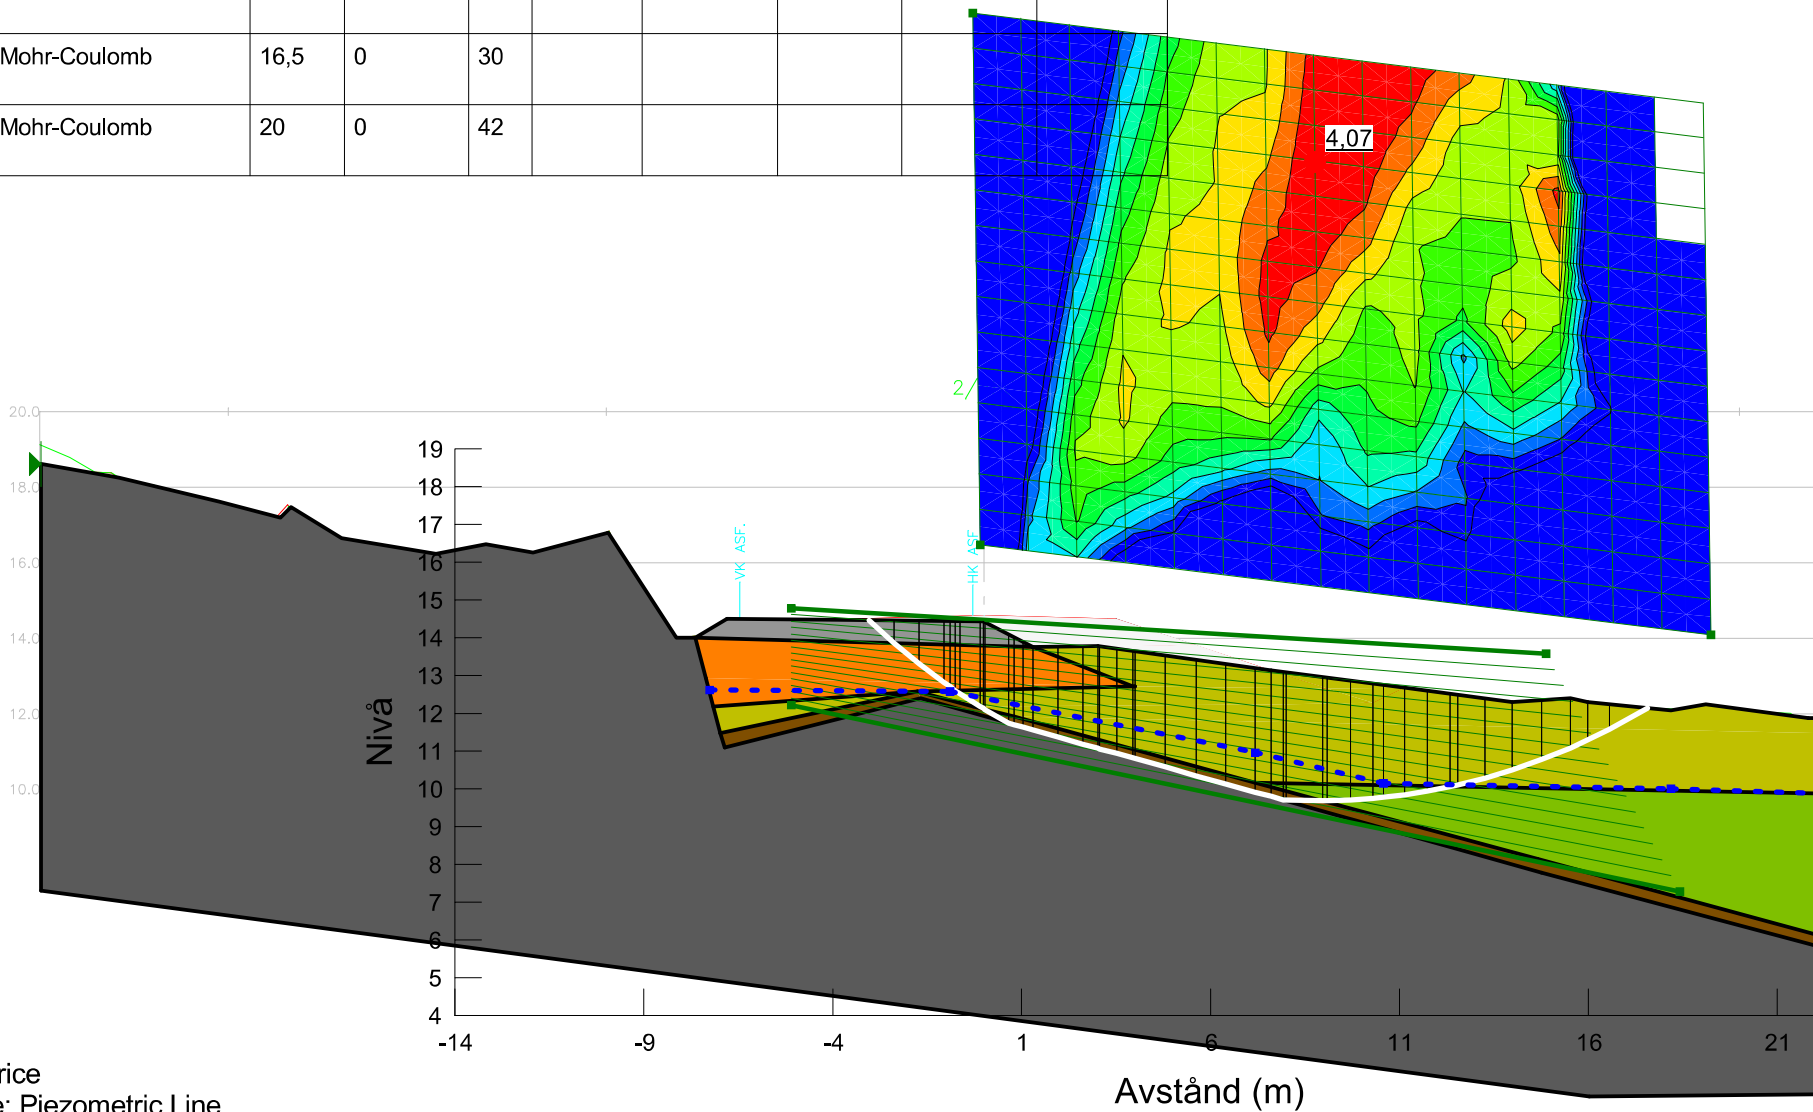 Mohr-Coulomb 16,5 0 30
Mohr-Coulomb 20 0 42
4,07
2/
20.0
18.0
16.0
14.0
12.0
10.0
19
18
17
16
15
14
13
12
11
10
9
8
7
6
5
4
Nivå
VK ASF.
HK ASF
-14 -9 -4 1 6 11 16 21
Avstånd (m)
rice
e: Piezometric Line